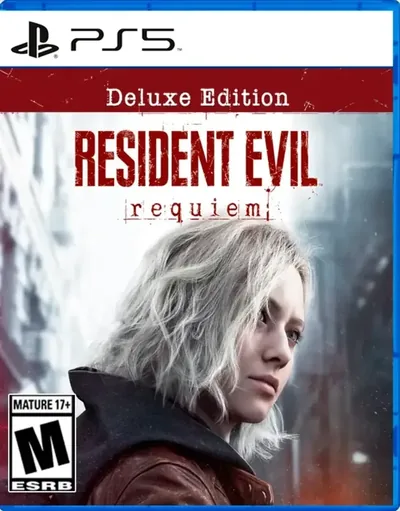 PS5
Deluxe Edition
RESIDENT EVIL
requiem
MATURE 17+
M
ESRB